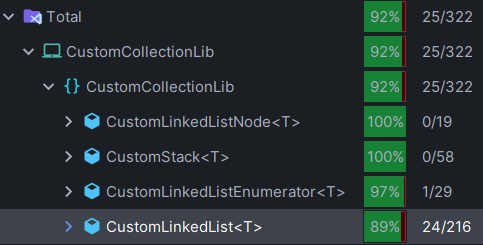 Total 92% 25/322
CustomCollectionLib 92% 25/322
{} CustomCollectionLib 92% 25/322
CustomLinkedListNode<T> 100% 0/19
CustomStack<T> 100% 0/58
CustomLinkedListEnumerator<T> 97% 1/29
CustomLinkedList<T> 89% 24/216